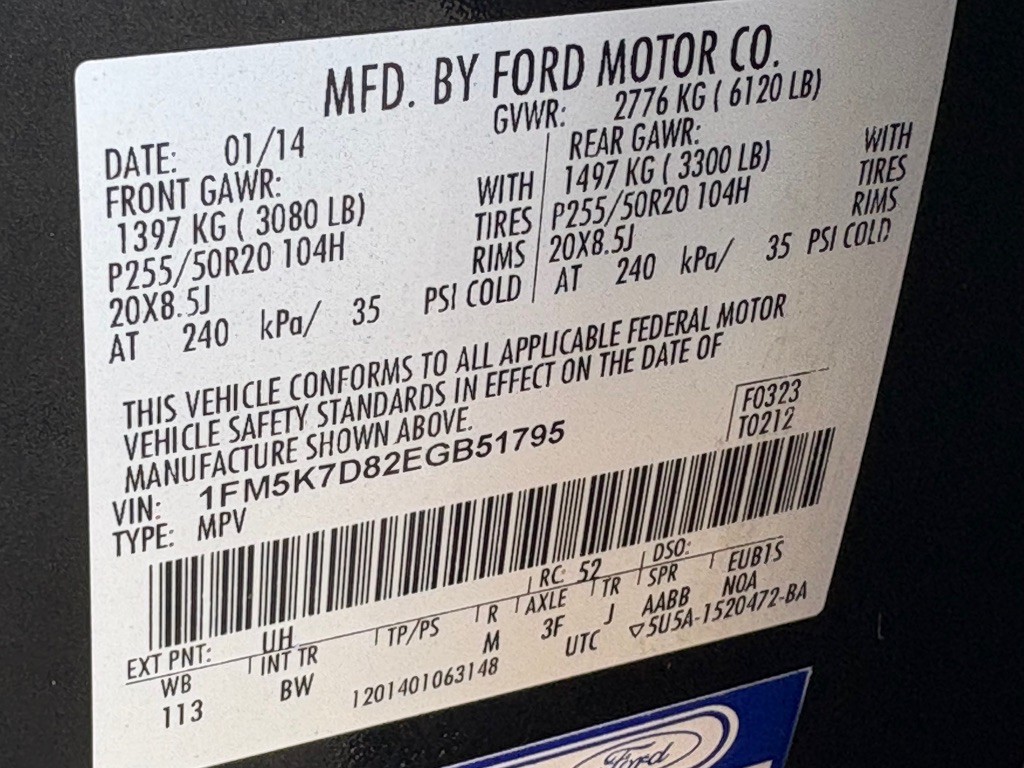 MFD. BY FORD MOTOR CO.
DATE: 01/14 GVWR: 2776 KG ( 6120 LB)
FRONT GAWR: REAR GAWR:
1397 KG ( 3080 LB) WITH 1497 KG ( 3300 LB) WITH
P255/50R20 104H TIRES P255/50R20 104H TIRES
20X8.5J RIMS 20X8.5J RIMS
AT 240 kPa/ 35 PSI COLD AT 240 kPa/ 35 PSI COLD
THIS VEHICLE CONFORMS TO ALL APPLICABLE FEDERAL MOTOR
VEHICLE SAFETY STANDARDS IN EFFECT ON THE DATE OF
MANUFACTURE SHOWN ABOVE.
F0323
T0212
VIN: 1FM5K7D82EGB51795
TYPE: MPV
EXT PNT: UH RC: 52 DSO:
WB INT TR TP/PS R AXLE TR SPR EUB1S
113 BW M 3F J AABB NOA
1201401063148 UTC ▽5U5A-1520472-BA
Ford